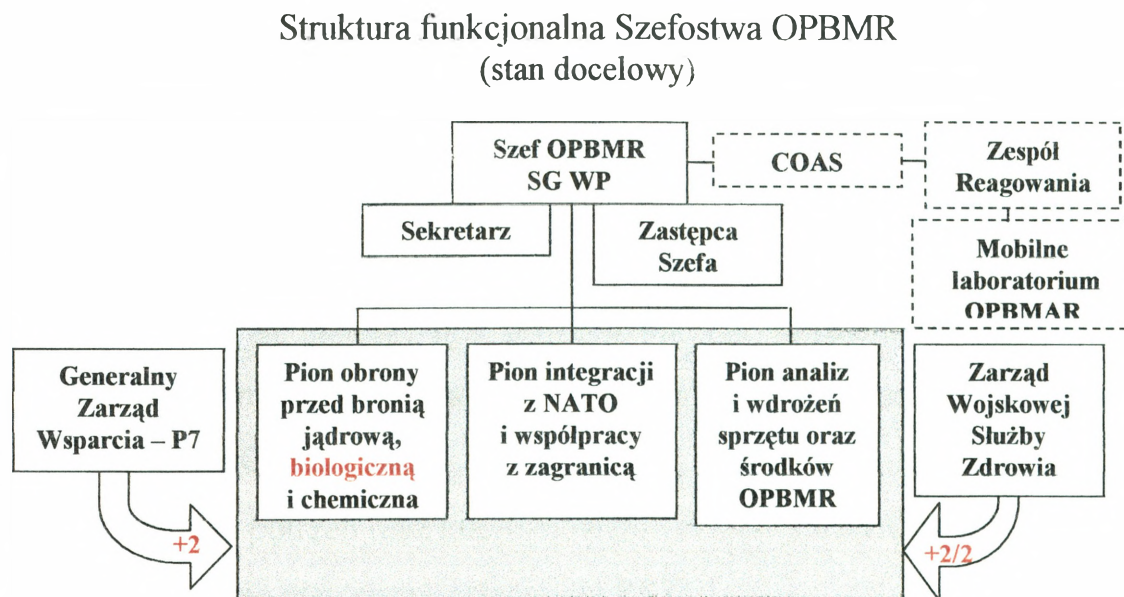 Struktura funkcjonalna Szefostwa OPBMR
(stan docelowy)
Szef OPBMR
SG WP
COAS
Zespół
Reagowania
Sekretarz
Zastępca
Szefa
Mobilne
laboratorium
OPBMAR
Generalny
Zarząd
Wsparcia – P7
Pion obrony
przed bronią
jądrową,
biologiczną
i chemiczna
Pion integracji
z NATO
i współpracy
z zagranicą
Pion analiz
i wdrożeń
sprzętu oraz
środków
OPBMR
Zarząd
Wojskowej
Służby
Zdrowia
+2
+2/2